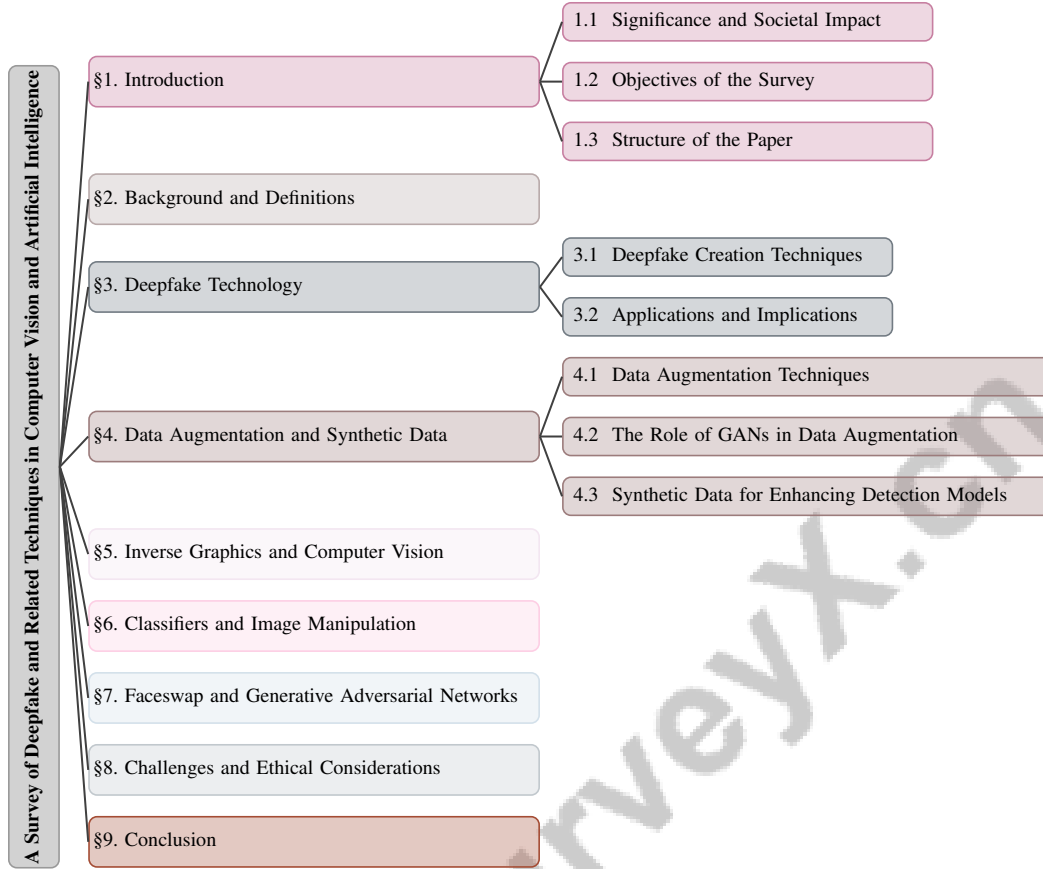 A Survey of Deepfake and Related Techniques in Computer Vision and Artificial Intelligence
§1. Introduction
1.1 Significance and Societal Impact
1.2 Objectives of the Survey
1.3 Structure of the Paper
§2. Background and Definitions
§3. Deepfake Technology
3.1 Deepfake Creation Techniques
3.2 Applications and Implications
§4. Data Augmentation and Synthetic Data
4.1 Data Augmentation Techniques
4.2 The Role of GANs in Data Augmentation
4.3 Synthetic Data for Enhancing Detection Models
§5. Inverse Graphics and Computer Vision
§6. Classifiers and Image Manipulation
§7. Faceswap and Generative Adversarial Networks
§8. Challenges and Ethical Considerations
§9. Conclusion
rveyX.cn